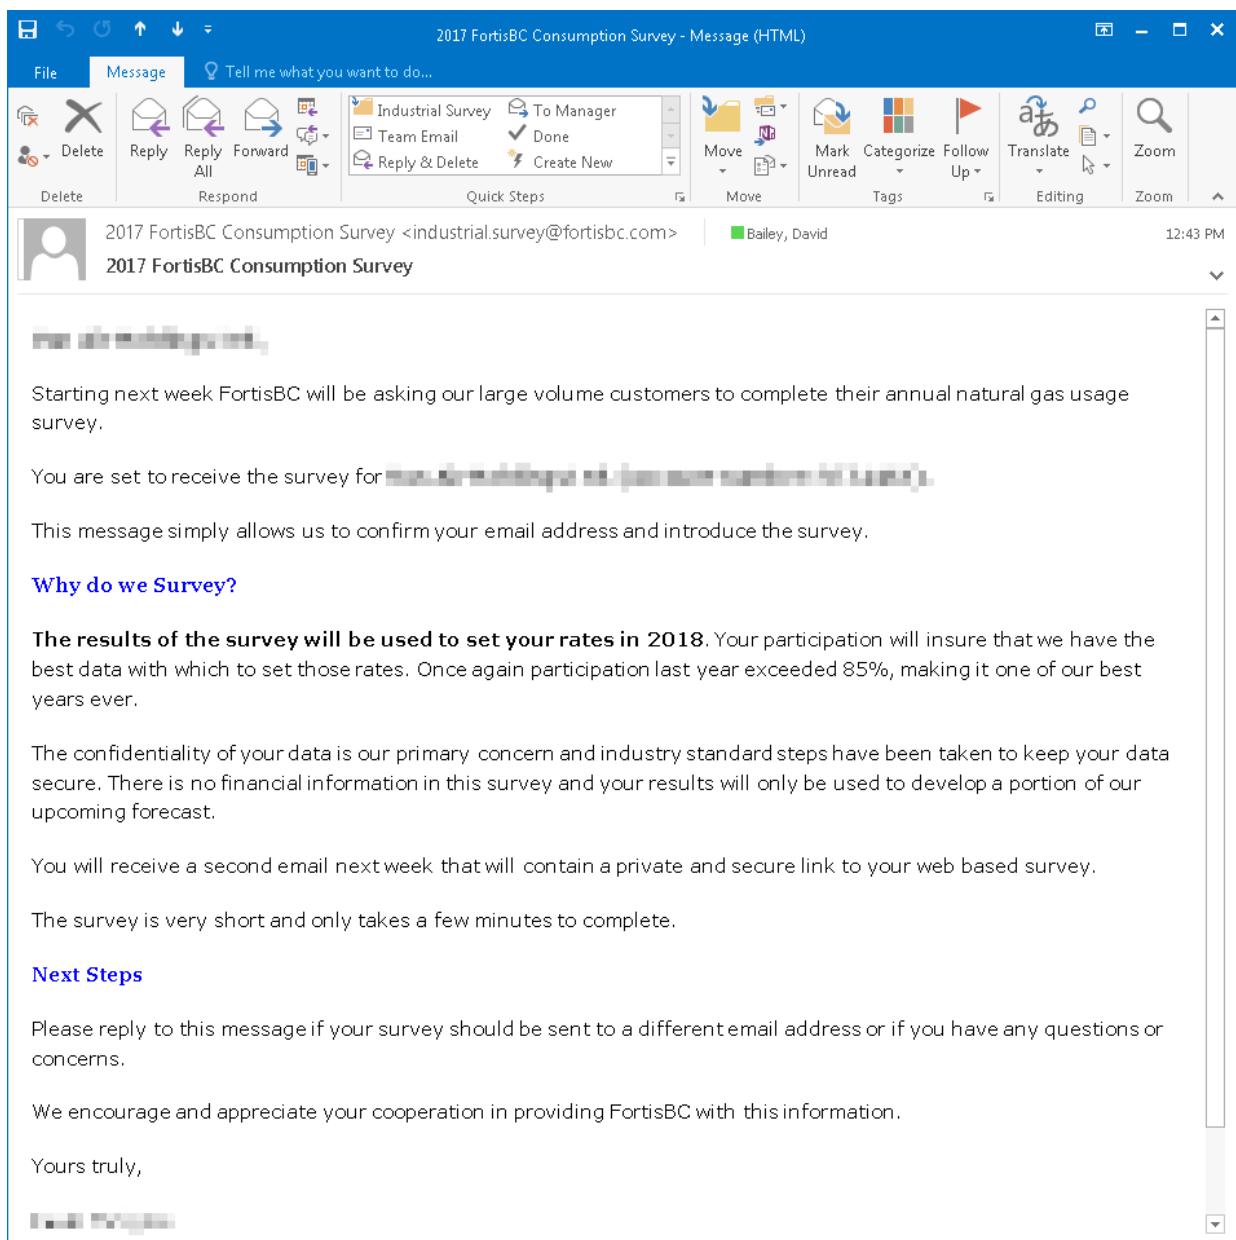 2017 FortisBC Consumption Survey - Message (HTML)
File
Message
Tell me what you want to do...
Delete
Reply
Reply All
Forward
Industrial Survey
Team Email
Reply & Delete
To Manager
Done
Create New
Move
Mark Unread
Categorize
Follow Up
Translate
Zoom
Delete
Respond
Quick Steps
Move
Tags
Editing
Zoom
2017 FortisBC Consumption Survey <industrial.survey@fortisbc.com>
Bailey, David
12:43 PM
2017 FortisBC Consumption Survey
Starting next week FortisBC will be asking our large volume customers to complete their annual natural gas usage
survey.
You are set to receive the survey for
This message simply allows us to confirm your email address and introduce the survey.
Why do we Survey?
The results of the survey will be used to set your rates in 2018. Your participation will insure that we have the
best data with which to set those rates. Once again participation last year exceeded 85%, making it one of our best
years ever.
The confidentiality of your data is our primary concern and industry standard steps have been taken to keep your data
secure. There is no financial information in this survey and your results will only be used to develop a portion of our
upcoming forecast.
You will receive a second email next week that will contain a private and secure link to your web based survey.
The survey is very short and only takes a few minutes to complete.
Next Steps
Please reply to this message if your survey should be sent to a different email address or if you have any questions or
concerns.
We encourage and appreciate your cooperation in providing FortisBC with this information.
Yours truly,